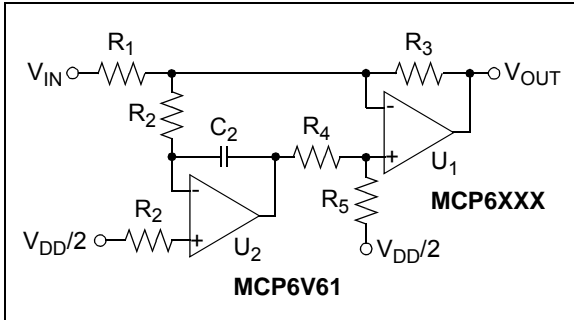 R1
R3
VIN
VOUT
R2
C2
R4
-
+
U1
-
R5
MCP6XXX
R2
VDD/2
+
U2
VDD/2
MCP6V61